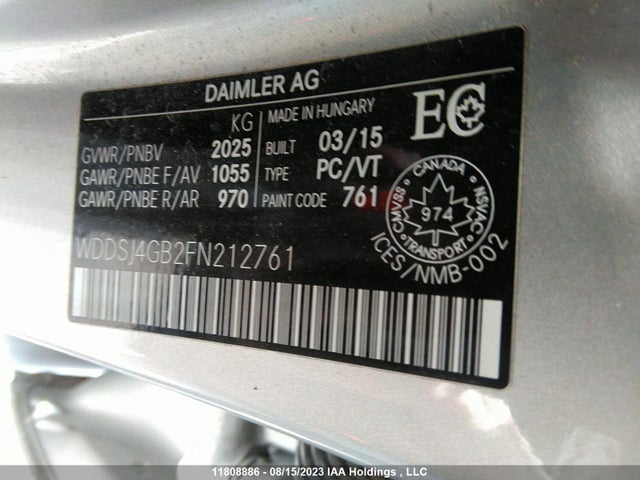 DAIMLER AG
KG
GVWR/PNBV 2025
GAWR/PNBE F/AV 1055
GAWR/PNBE R/AR 970
MADE IN HUNGARY
BUILT 03/15
TYPE PC/VT
PAINT CODE 761
EC
CANADA
CMVSS 974 NSVAC
TRANSPORT
ICES/NMB-002
WDDSJ4GB2FN212761
11808886 - 08/15/2023 IAA Holdings , LLC